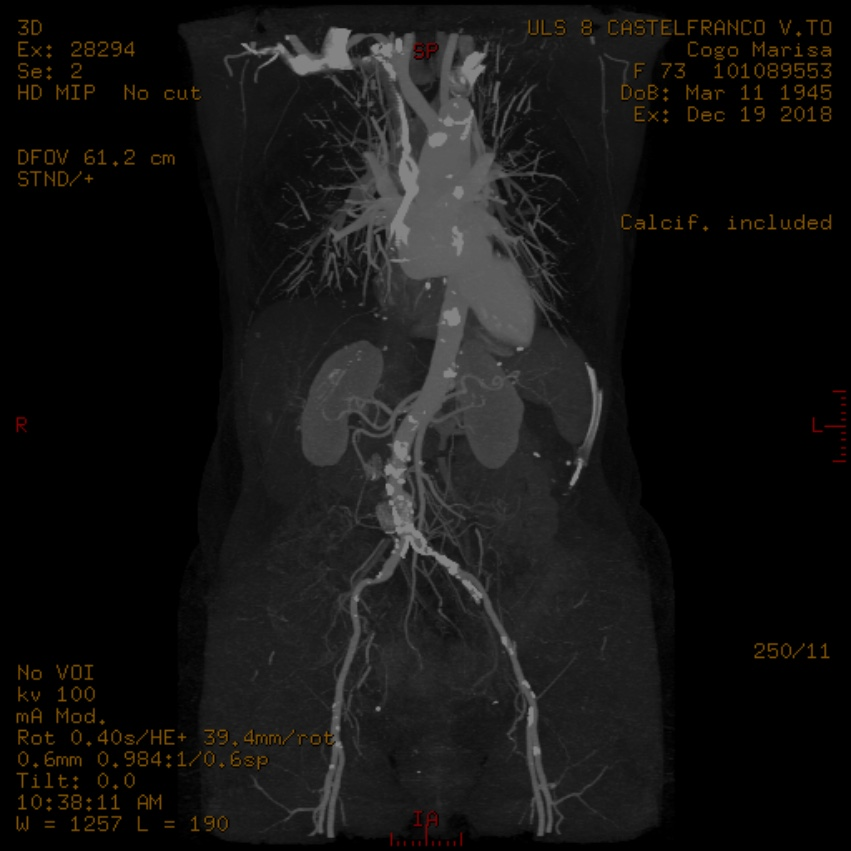 3D
Ex: 28294
Se: 2
HD MIP No cut
DFOV 61.2 cm
STND/+
SP
ULS 8 CASTELFRANCO V.TO
Cogo Marisa
F 73 101089553
DoB: Mar 11 1945
Ex: Dec 19 2018
Calcif. included
R
L
250/11
No VOI
kv 100
mA Mod.
Rot 0.40s/HE+ 39.4mm/rot
0.6mm 0.984:1/0.6sp
Tilt: 0.0
10:38:11 AM
W = 1257 L = 190
IA